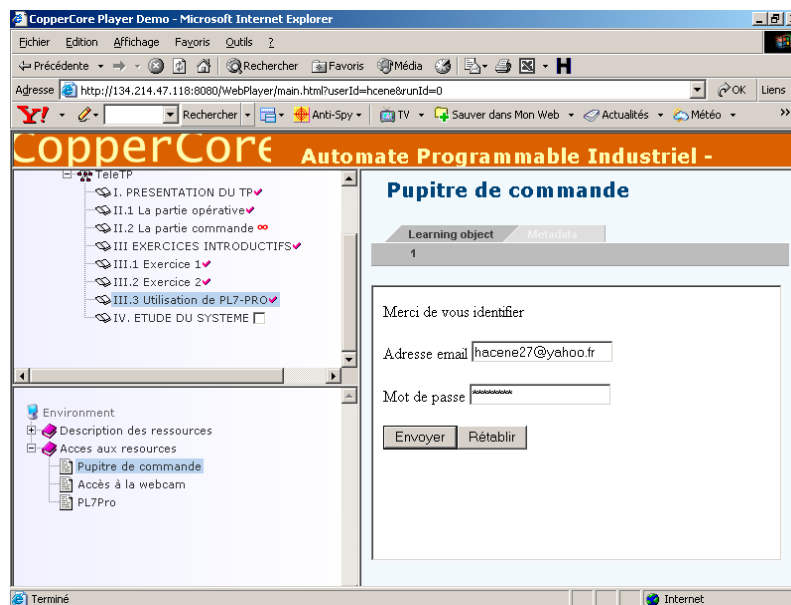 CopperCore Player Demo - Microsoft Internet Explorer
Fichier Edition Affichage Favoris Outils ?
Précédente Rechercher Favoris Média H
Adresse http://134.214.47.118:8080/WebPlayer/main.html?userId=hcene&runId=0 OK Liens
Y! Rechercher Anti-Spy TV Sauver dans Mon Web Actualités Météo »
CopperCore Automate Programmable Industriel -
TeleTP
I. PRESENTATION DU TP
II.1 La partie opérative
II.2 La partie commande
III EXERCICES INTRODUCTIFS
III.1 Exercice 1
III.2 Exercice 2
III.3 Utilisation de PL7-PRO
IV. ETUDE DU SYSTEME
Environment
Description des ressources
Acces aux resources
Pupitre de commande
Accès à la webcam
PL7Pro
Pupitre de commande
Learning object Metadata
1
Merci de vous identifier
Adresse email hacene27@yahoo.fr
Mot de passe ********
Envoyer Rétablir
Terminé Internet